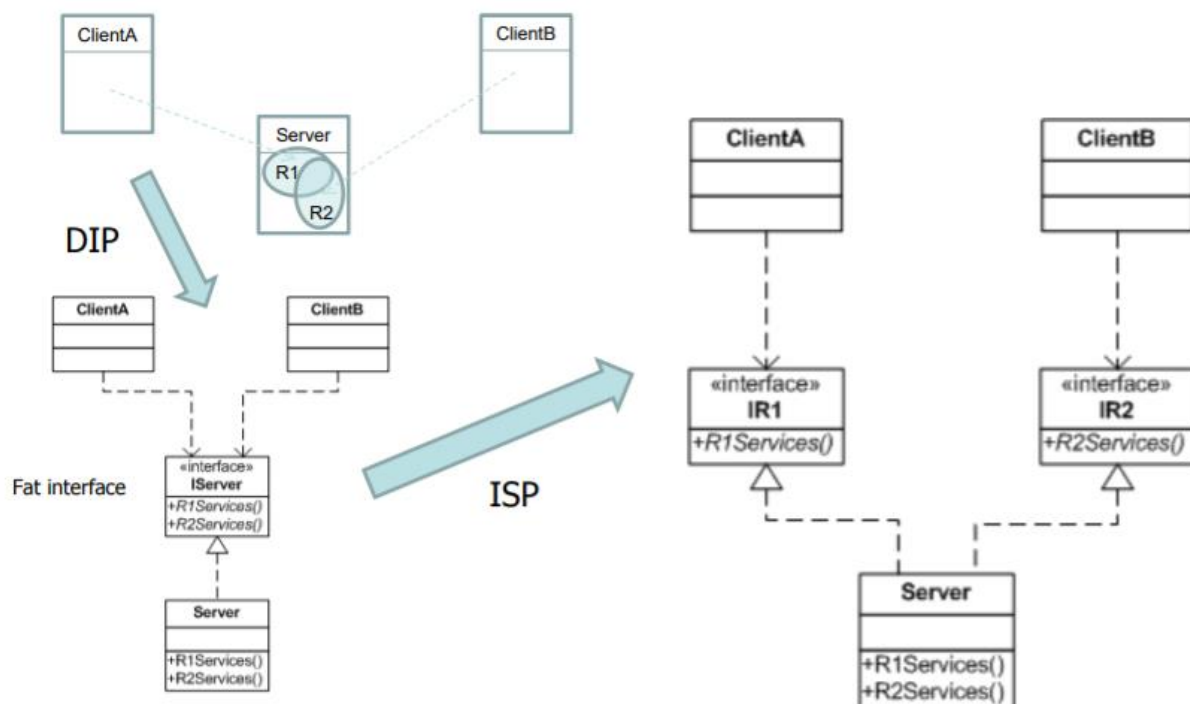 ClientA
ClientB
Server
R1
R2
DIP
ClientA
ClientB
Fat interface
«interface»
IServer
+R1Services()
+R2Services()
Server
+R1Services()
+R2Services()
ISP
ClientA
ClientB
«interface»
IR1
+R1Services()
«interface»
IR2
+R2Services()
Server
+R1Services()
+R2Services()